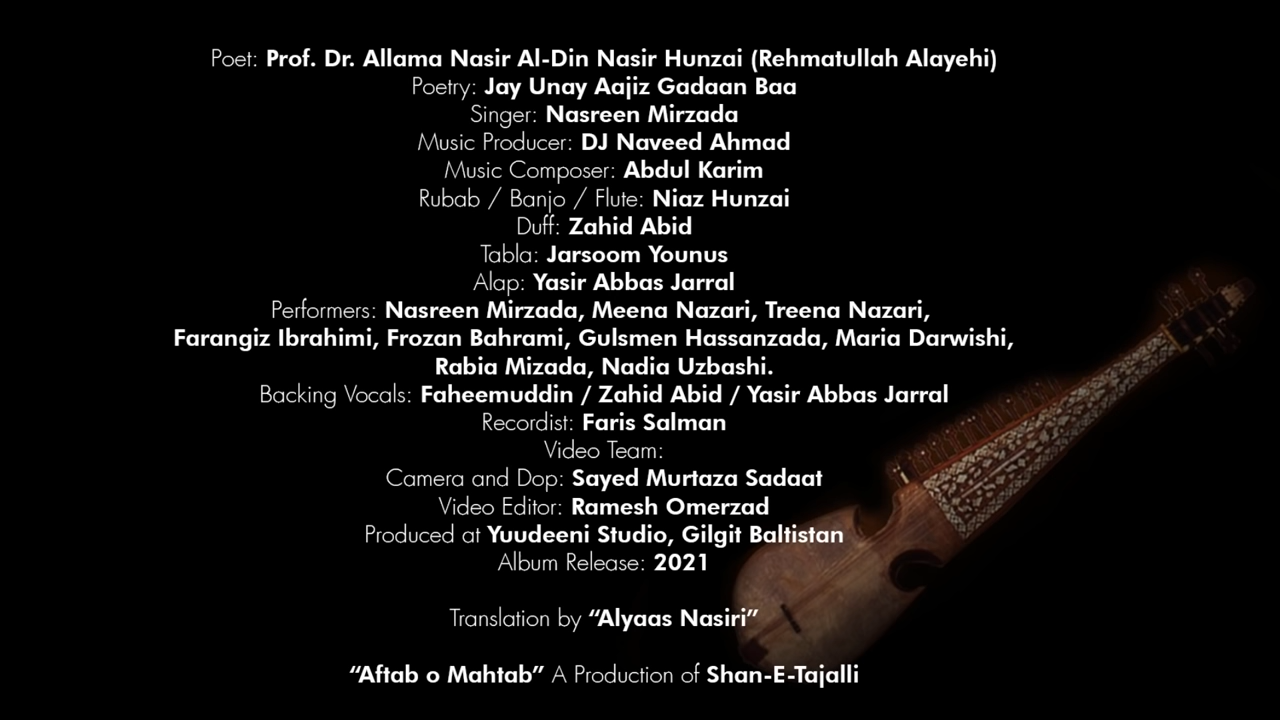 Poet: Prof. Dr. Allama Nasir Al-Din Nasir Hunzai (Rehmatullah Alayehi)
Poetry: Jay Unay Aajiz Gadaan Baa
Singer: Nasreen Mirzada
Music Producer: DJ Naveed Ahmad
Music Composer: Abdul Karim
Rubab / Banjo / Flute: Niaz Hunzai
Duff: Zahid Abid
Tabla: Jarsoom Younus
Alap: Yasir Abbas Jarral
Performers: Nasreen Mirzada, Meena Nazari, Treena Nazari,
Farangiz Ibrahimi, Frozan Bahrami, Gulsmen Hassanzada, Maria Darwishi,
Rabia Mizada, Nadia Uzbashi.
Backing Vocals: Faheemuddin / Zahid Abid / Yasir Abbas Jarral
Recordist: Faris Salman
Video Team:
Camera and Dop: Sayed Murtaza Sadaat
Video Editor: Ramesh Omerzad
Produced at Yuudeeni Studio, Gilgit Baltistan
Album Release: 2021
Translation by “Alyaas Nasiri”
“Aftab o Mahtab” A Production of Shan-E-Tajalli